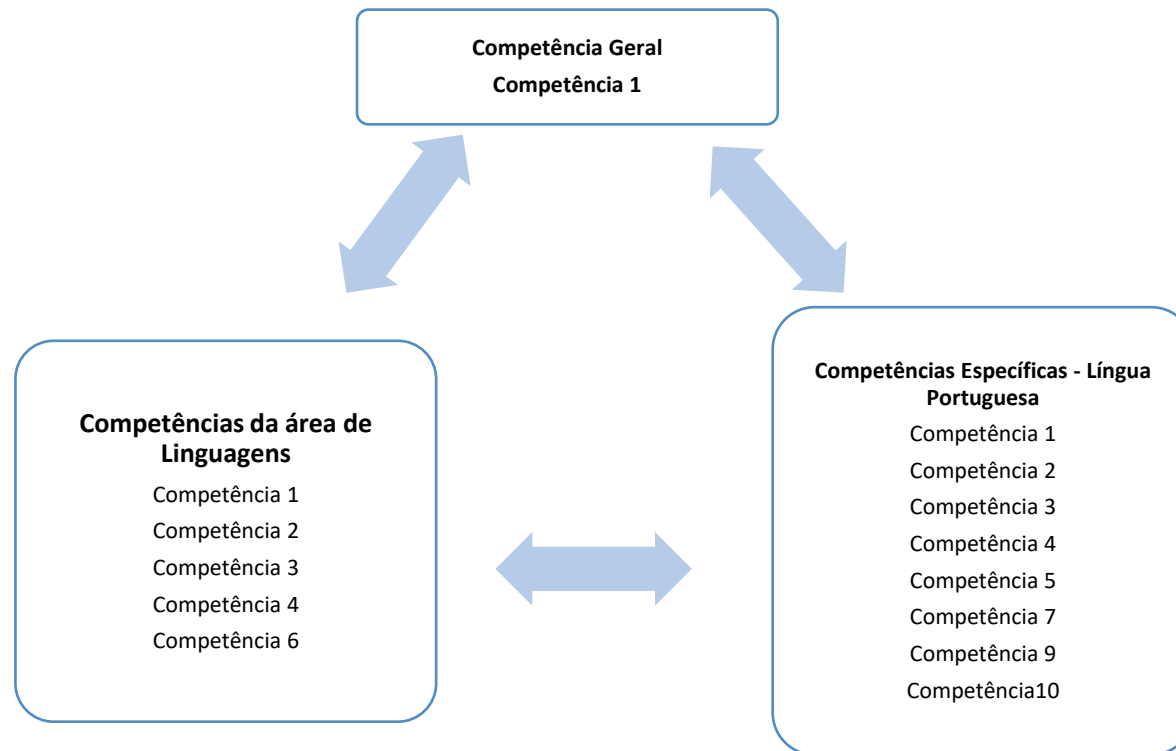 Competência Geral
Competência 1
Competências da área de
Linguagens
Competência 1
Competência 2
Competência 3
Competência 4
Competência 6
Competências Específicas - Língua
Portuguesa
Competência 1
Competência 2
Competência 3
Competência 4
Competência 5
Competência 7
Competência 9
Competência10